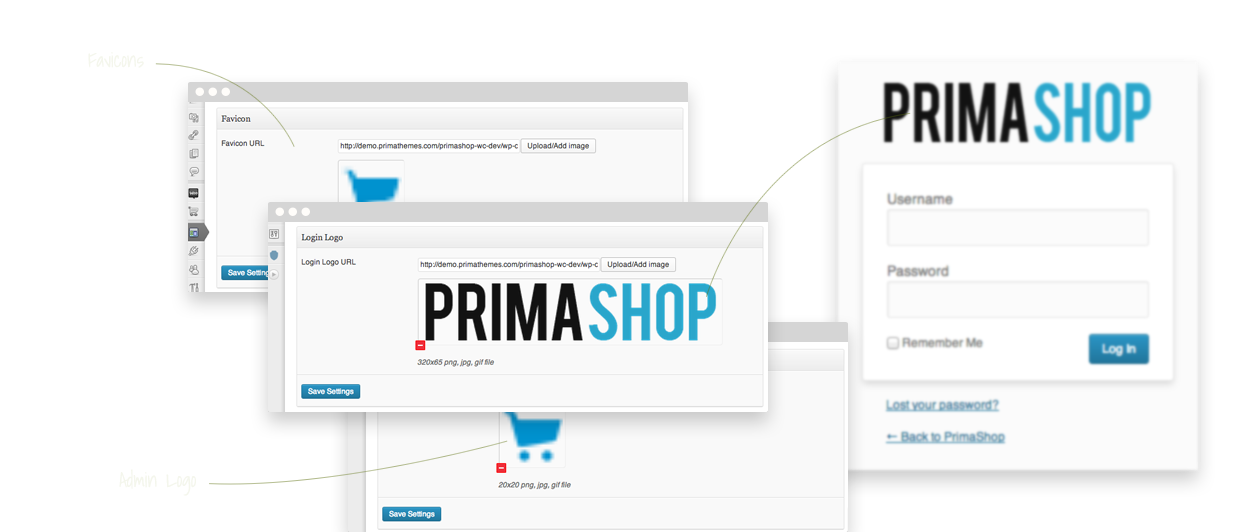 Favicons
Favicon
Favicon URL
http://demo.primathemes.com/primashop-wc-dev/wp-c
Upload/Add image
Save Setting
Login Logo
Login Logo URL
http://demo.primathemes.com/primashop-wc-dev/wp-c
Upload/Add image
PRIMASHOP
320x65 png, jpg, gif file
Save Settings
20x20 png, jpg, gif file
Save Settings
Admin Logo
PRIMASHOP
Username
Password
Remember Me
Log In
Lost your password?
← Back to PrimaShop